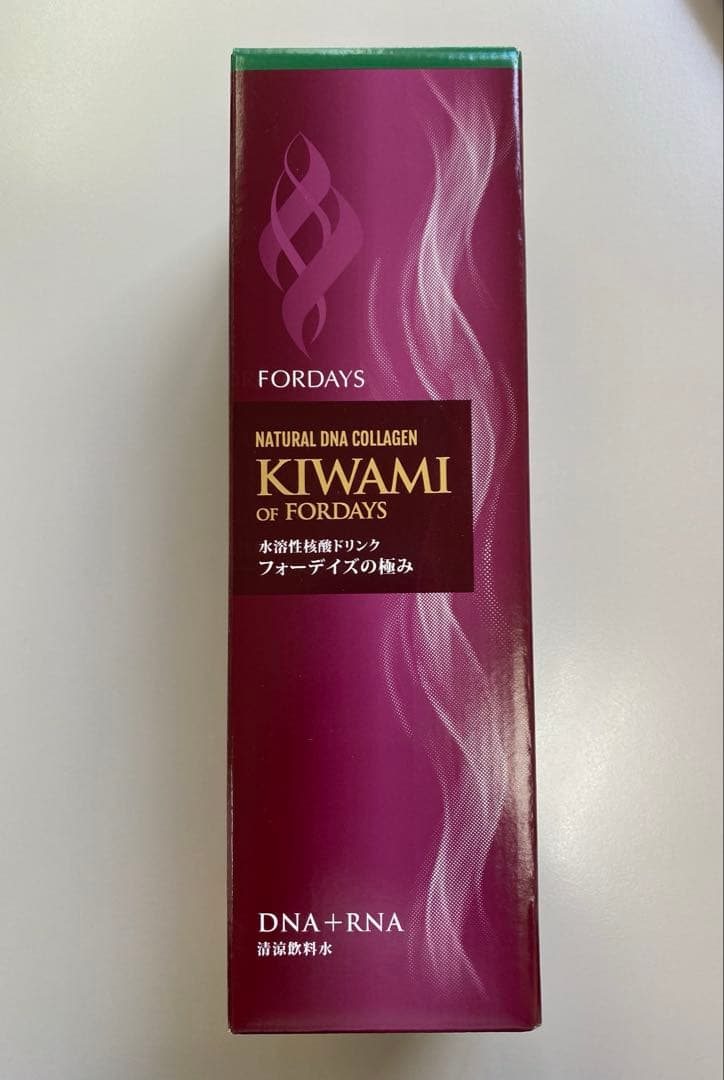 FORDAYS
NATURAL DNA COLLAGEN
KIWAMI
OF FORDAYS
水溶性核酸ドリンク
フォーデイズの極み
DNA+RNA
清涼飲料水